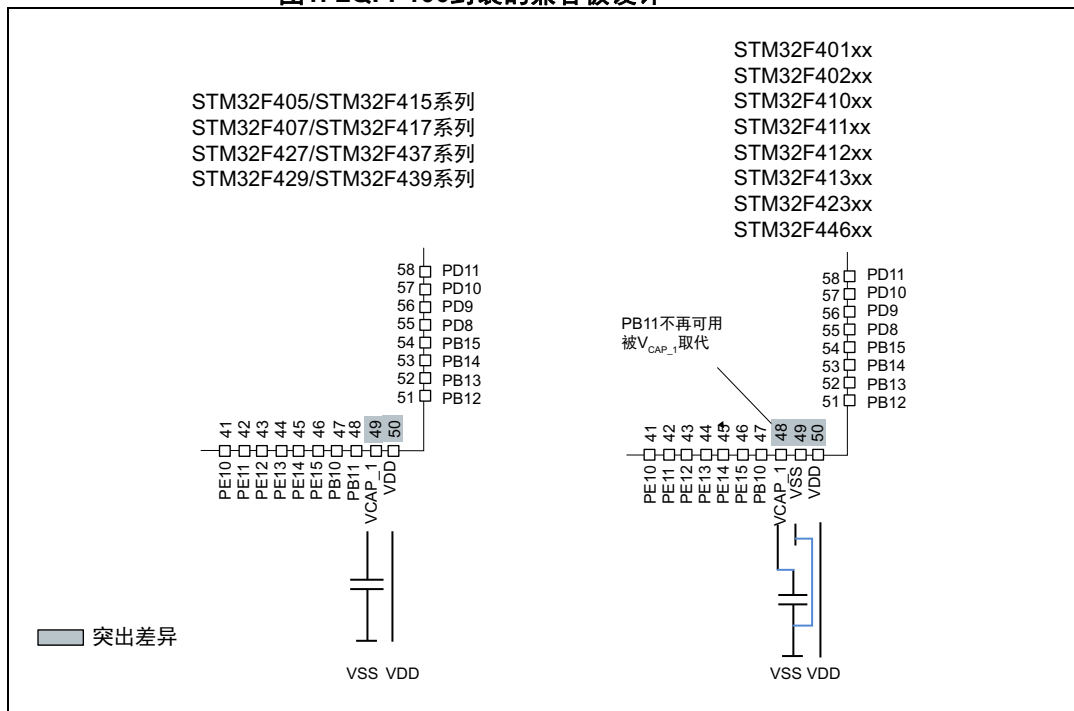 STM32F405/STM32F415系列
STM32F407/STM32F417系列
STM32F427/STM32F437系列
STM32F429/STM32F439系列
58 PD11
57 PD10
56 PD9
55 PD8
54 PB15
53 PB14
52 PB13
51 PB12
41 42 43 44 45 46 47 48 49 50
PE10 PE11 PE12 PE13 PE14 PE15 PB10 PB11 VCAP_1 VDD
VSS VDD
突出差异
STM32F401xx
STM32F402xx
STM32F410xx
STM32F411xx
STM32F412xx
STM32F413xx
STM32F423xx
STM32F446xx
PB11不再可用
被VCAP_1取代
58 PD11
57 PD10
56 PD9
55 PD8
54 PB15
53 PB14
52 PB13
51 PB12
41 42 43 44 45 46 47 48 49 50
PE10 PE11 PE12 PE13 PE14 PE15 PB10 VCAP_1 VSS VDD
VSS VDD